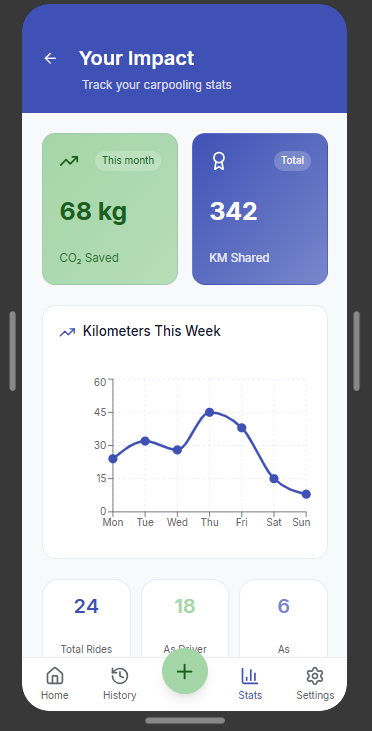 Your Impact
Track your carpooling stats
This month
68 kg
CO₂ Saved
Total
342
KM Shared
Kilometers This Week
60
45
30
15
0
Mon Tue Wed Thu Fri Sat Sun
24 18 6
Total Rides As Driver As
Home History Stats Settings